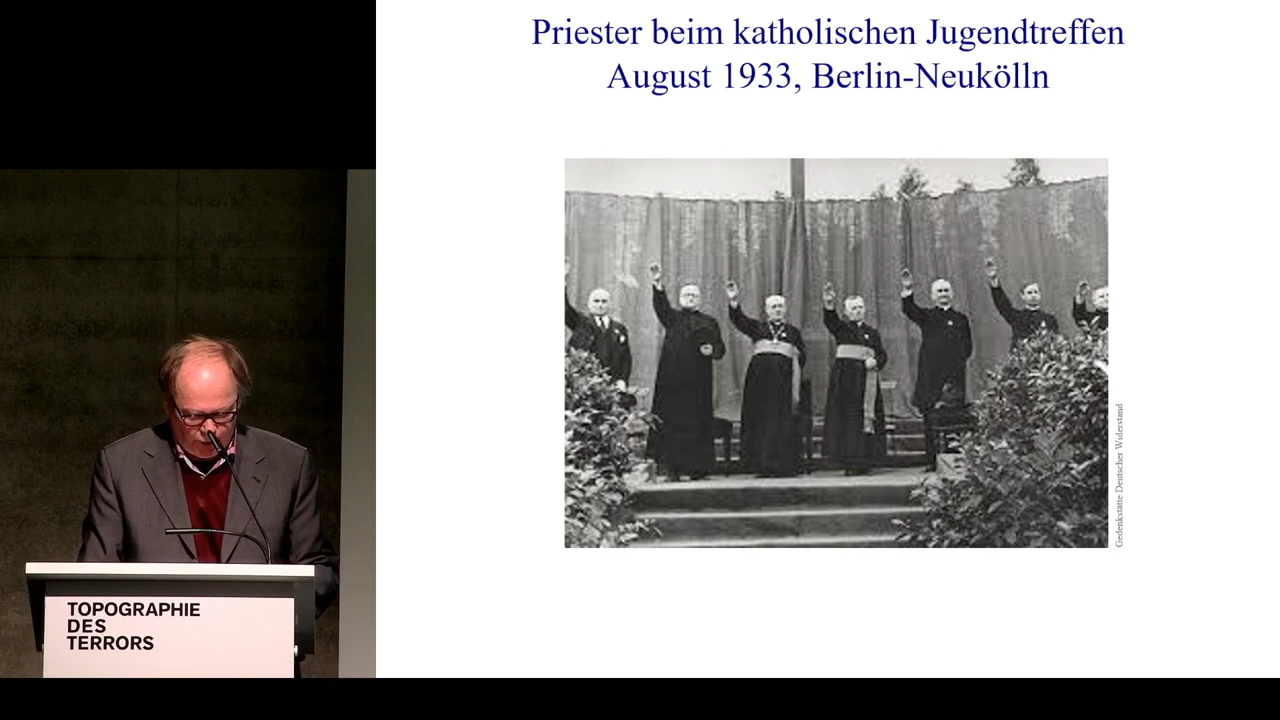 Priester beim katholischen Jugendtreffen
August 1933, Berlin-Neukölln
Gedenkstätte Deutscher Widerstand
TOPOGRAPHIE
DES
TERRORS